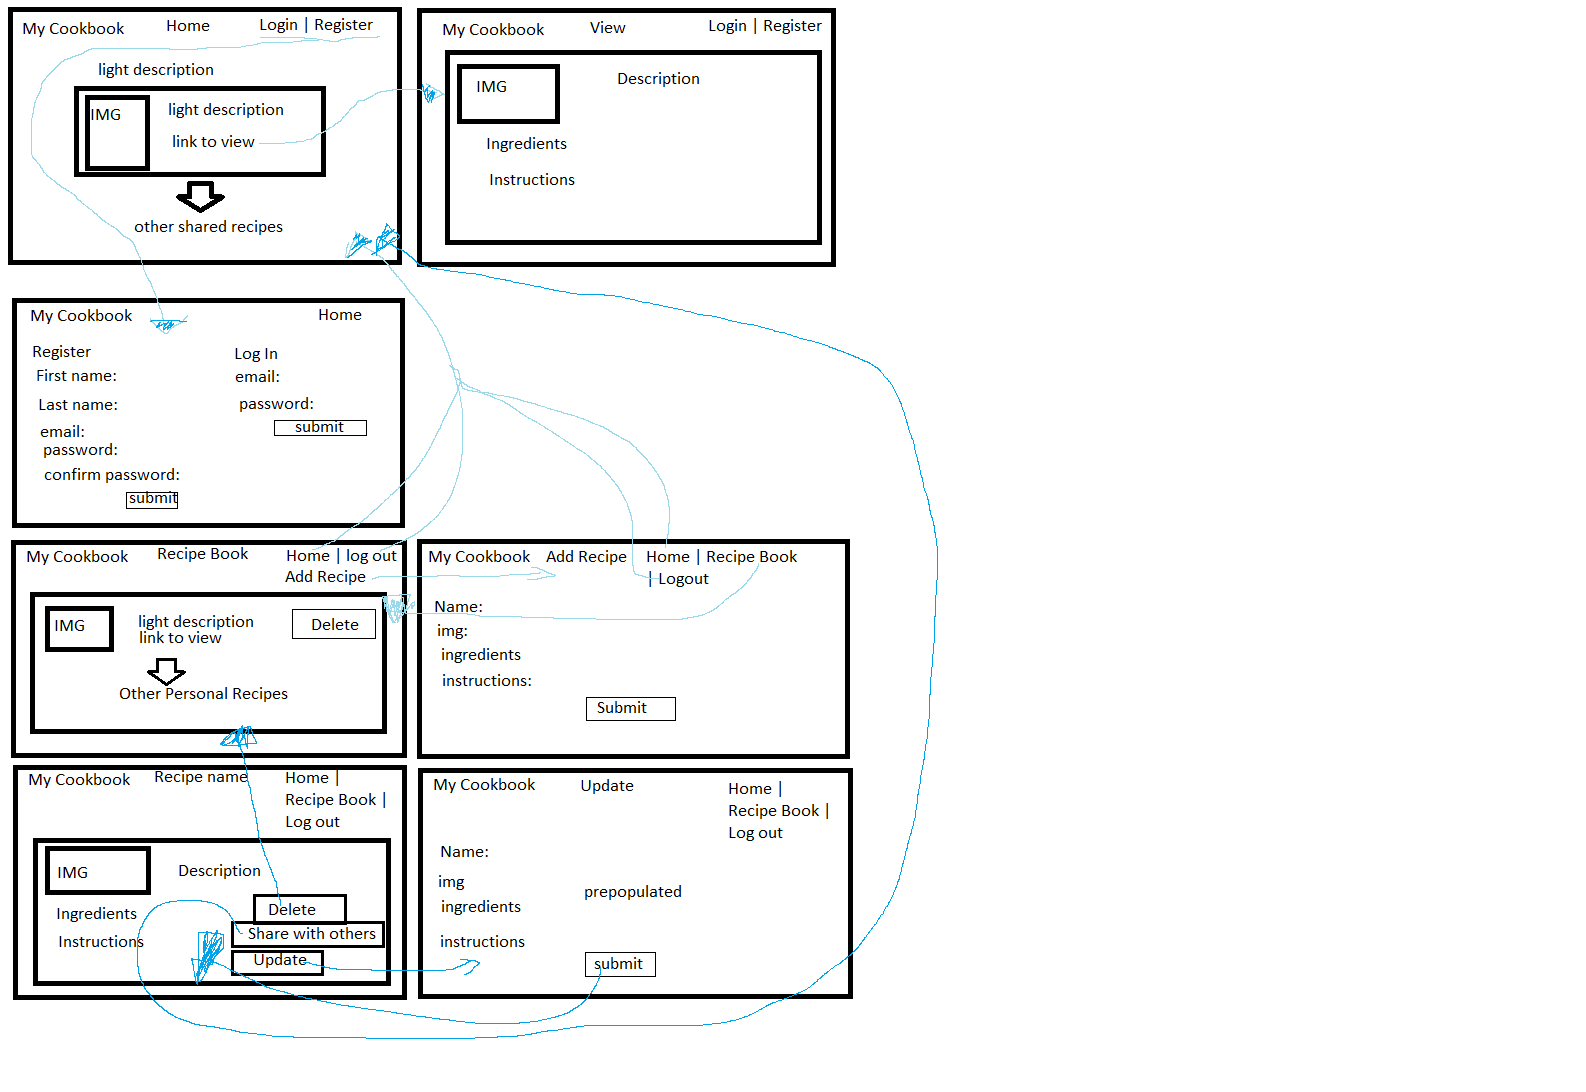 My Cookbook
Home
Login | Register
light description
IMG
light description
link to view
other shared recipes
My Cookbook
View
Login | Register
IMG
Description
Ingredients
Instructions
My Cookbook
Home
Register
First name:
Last name:
email:
password:
confirm password:
submit
Log In
email:
password:
submit
My Cookbook
Recipe Book
Home | log out
Add Recipe
IMG
light description
link to view
Delete
Other Personal Recipes
My Cookbook
Add Recipe
Home | Recipe Book
| Logout
Name:
img:
ingredients
instructions:
Submit
My Cookbook
Recipe name
Home |
Recipe Book |
Log out
IMG
Description
Ingredients
Instructions
Delete
Share with others
Update
My Cookbook
Update
Home |
Recipe Book |
Log out
Name:
img
ingredients
prepopulated
instructions
submit